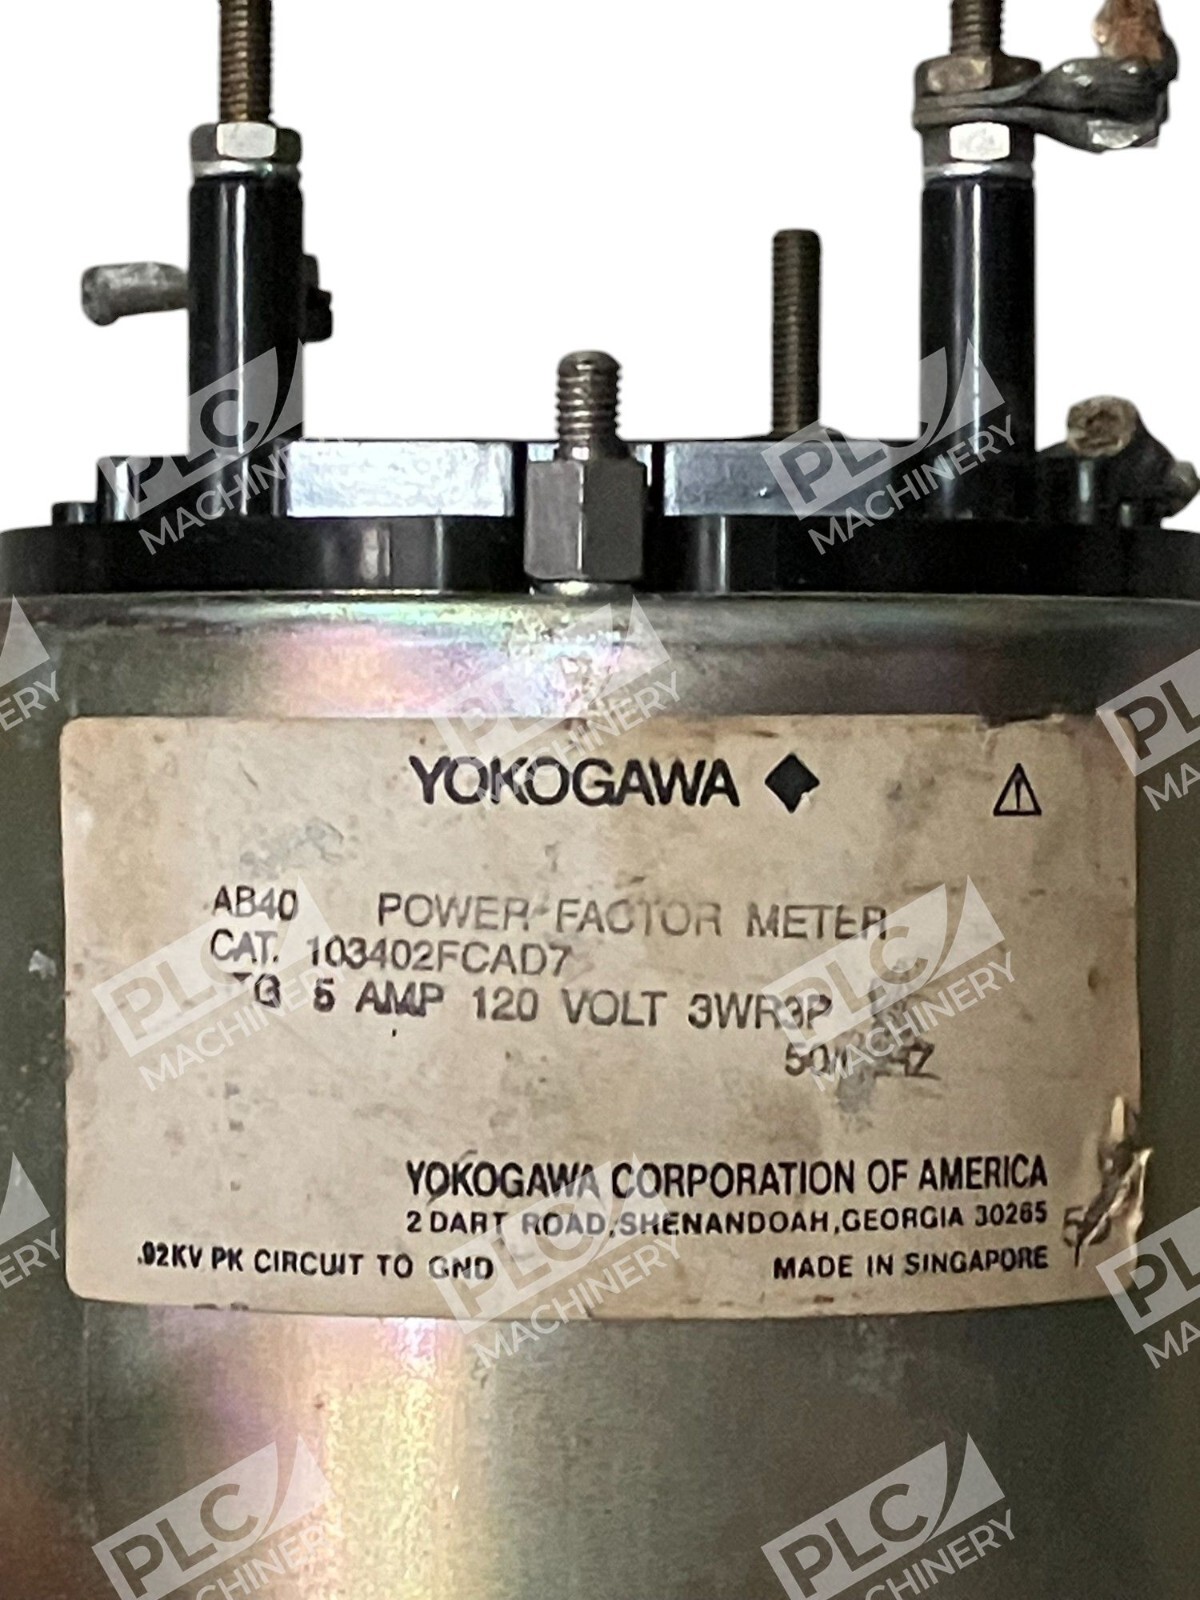 YOKOGAWA
AB40 POWER-FACTOR METER
CAT. 103402FCAD7
5 AMP 120 VOLT 3WR3P
YOKOGAWA CORPORATION OF AMERICA
2 DART ROAD, SHENANDOAH, GEORGIA 30265
.02KV PK CIRCUIT TO GND
MADE IN SINGAPORE
PLC MACHINERY